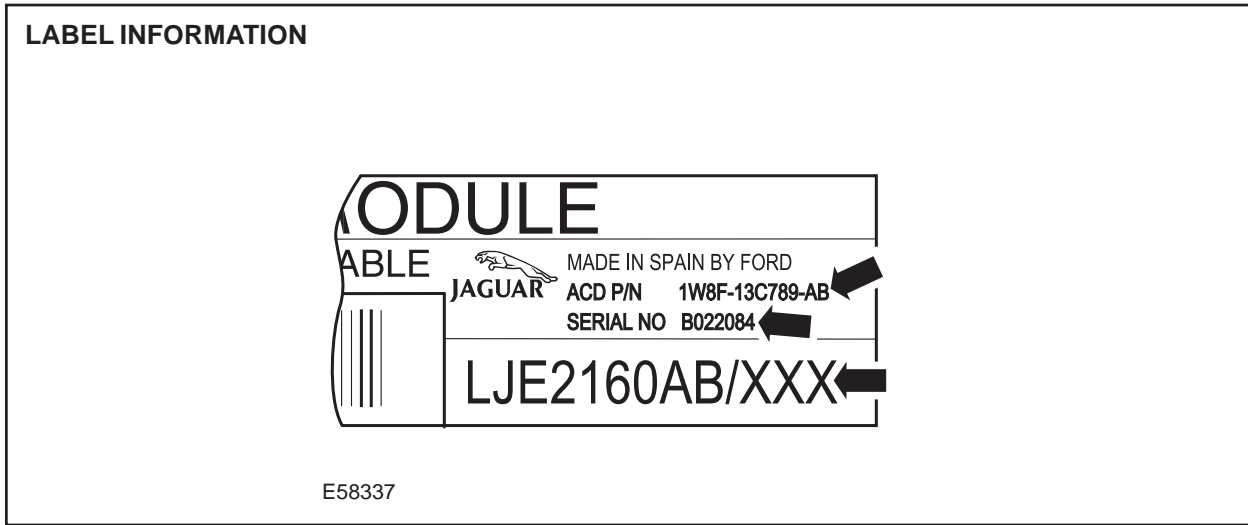 LABEL INFORMATION
ODULE
ABLE
JAGUAR
MADE IN SPAIN BY FORD
ACD P/N 1W8F-13C789-AB
SERIAL NO B022084
LJE2160AB/XXX
E58337